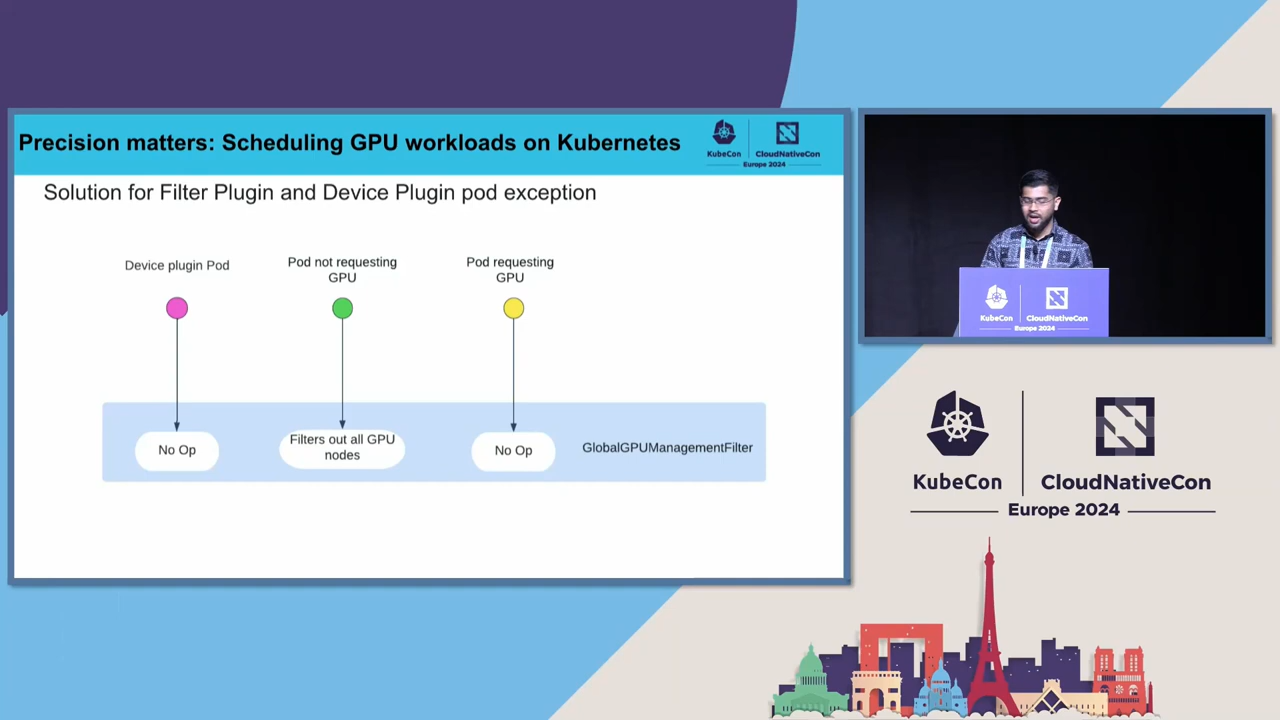 Precision matters: Scheduling GPU workloads on Kubernetes
KubeCon
CloudNativeCon
Europe 2024
Solution for Filter Plugin and Device Plugin pod exception
Device plugin Pod
Pod not requesting
GPU
Pod requesting
GPU
No Op
Filters out all GPU
nodes
No Op
GlobalGPUManagementFilter
KubeCon
CloudNativeCon
Europe 2024
KubeCon
CloudNativeCon
Europe 2024